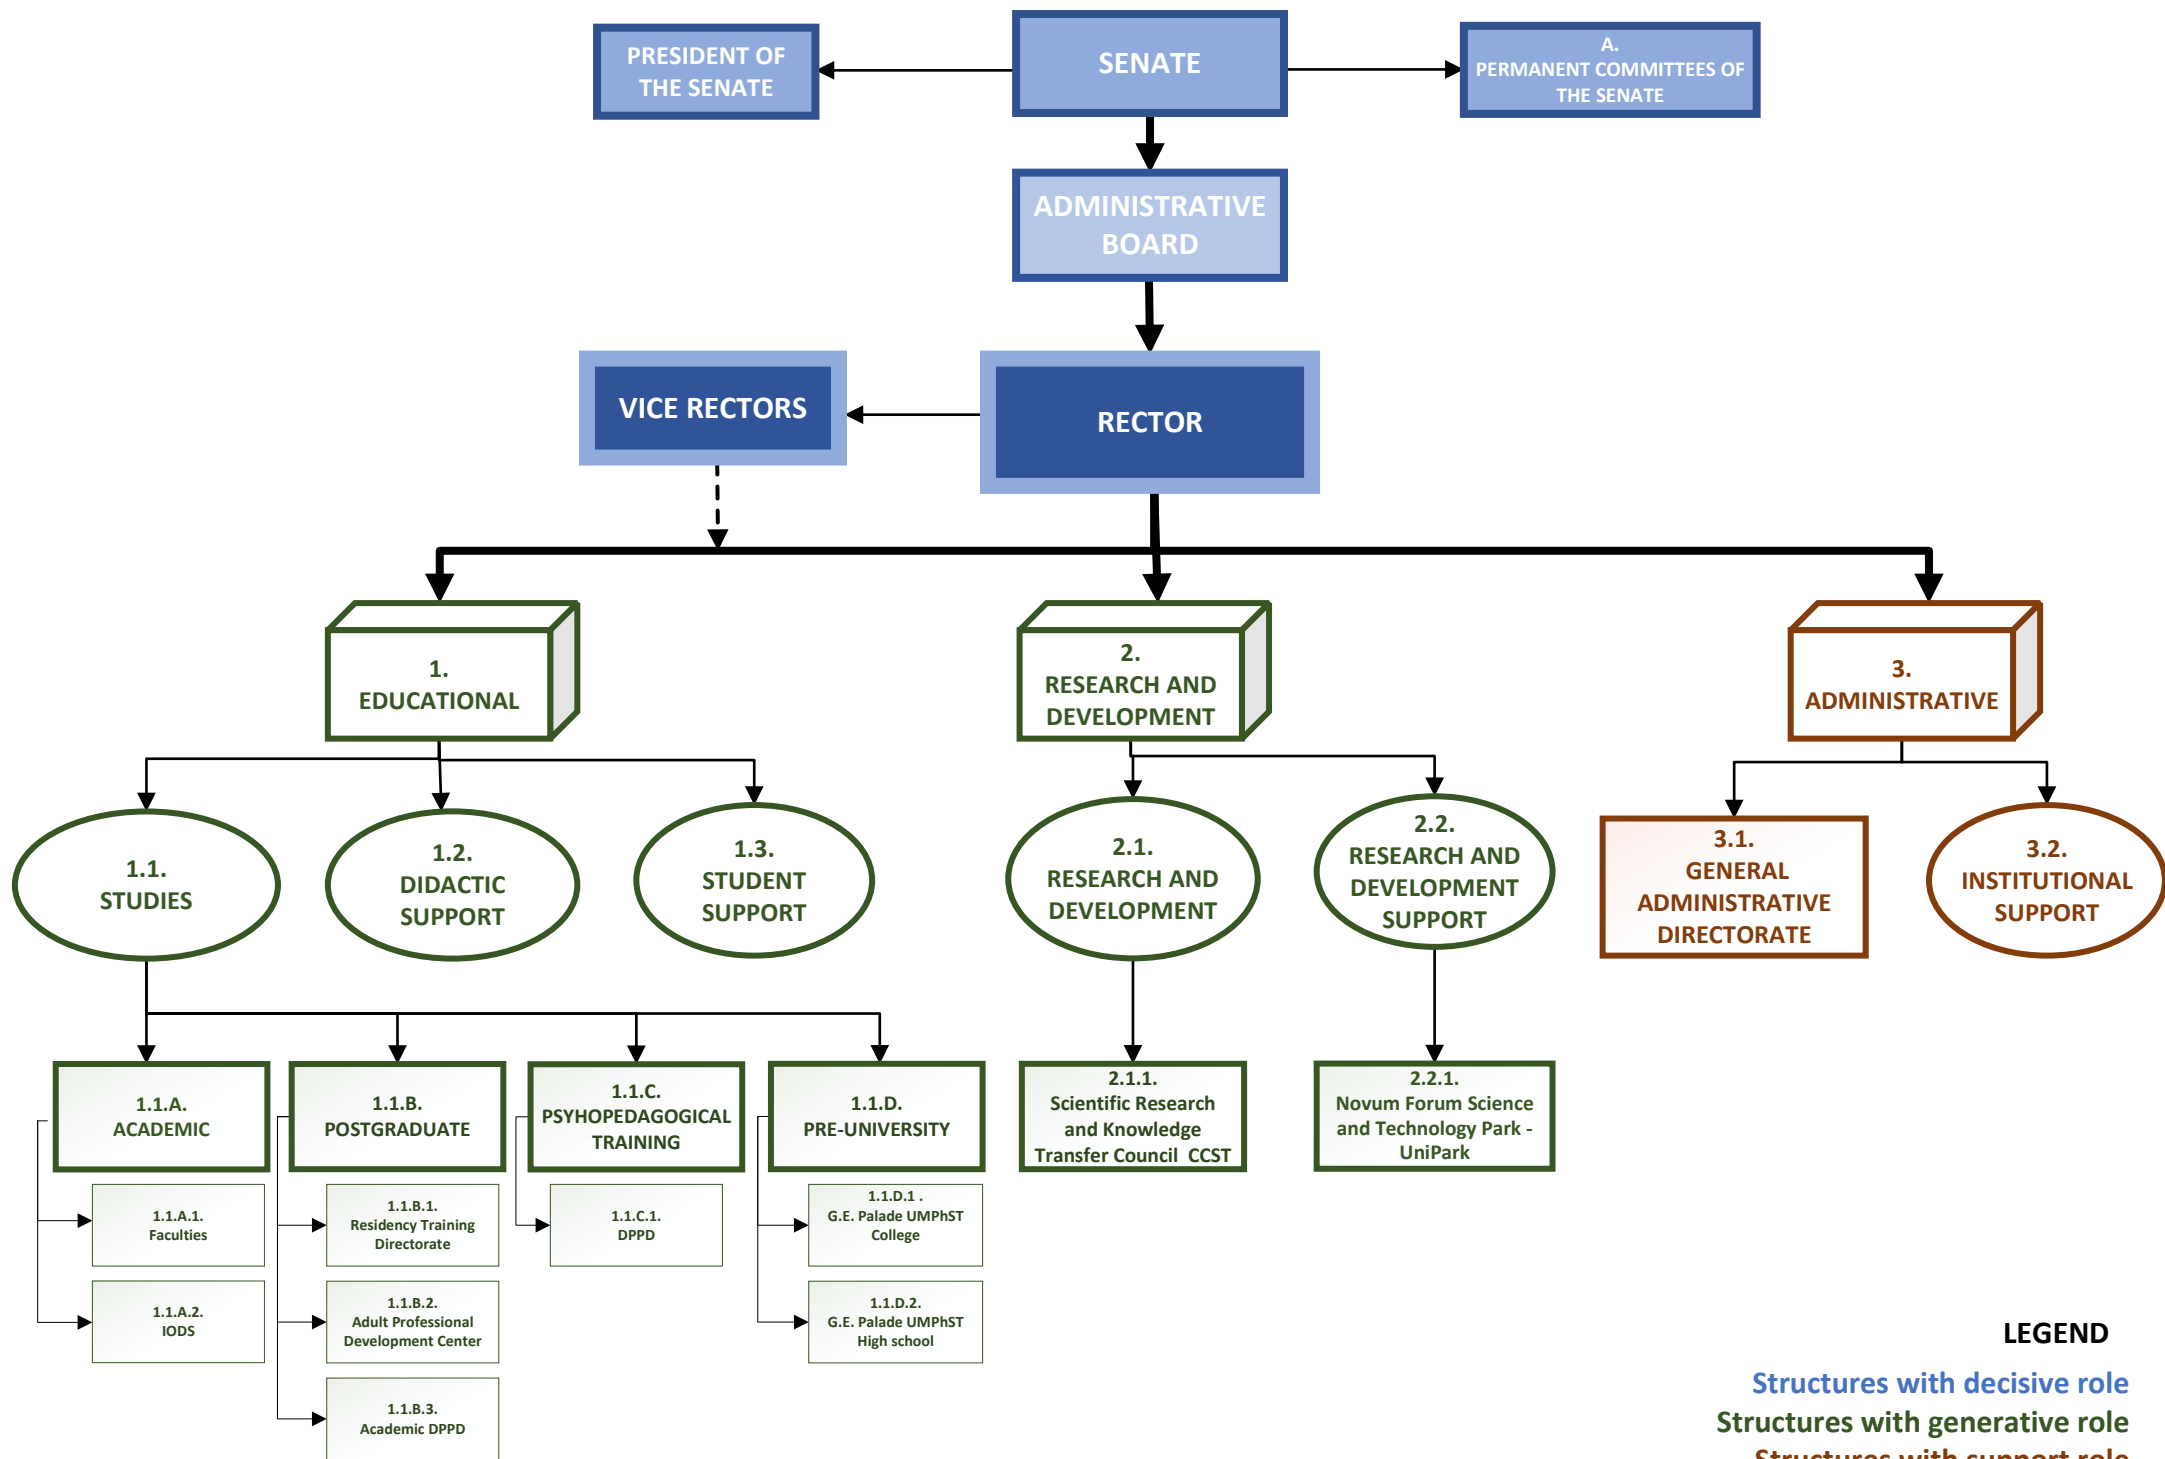 PRESIDENT OF
THE SENATE
SENATE
A.
PERMANENT COMMITTEES OF
THE SENATE
ADMINISTRATIVE
BOARD
VICE RECTORS
RECTOR
1.
EDUCATIONAL
2.
RESEARCH AND
DEVELOPMENT
3.
ADMINISTRATIVE
1.1.
STUDIES
1.2.
DIDACTIC
SUPPORT
1.3.
STUDENT
SUPPORT
2.1.
RESEARCH AND
DEVELOPMENT
2.2.
RESEARCH AND
DEVELOPMENT
SUPPORT
3.1.
GENERAL
ADMINISTRATIVE
DIRECTORATE
3.2.
INSTITUTIONAL
SUPPORT
1.1.A.
ACADEMIC
1.1.B.
POSTGRADUATE
1.1.C.
PSYHOPEDAGOGICAL
TRAINING
1.1.D.
PRE-UNIVERSITY
2.1.1.
Scientific Research
and Knowledge
Transfer Council CCST
2.2.1.
Novum Forum Science
and Technology Park -
UniPark
1.1.A.1.
Faculties
1.1.B.1.
Residency Training
Directorate
1.1.C.1.
DPPD
1.1.D.1 .
G.E. Palade UMPhST
College
1.1.A.2.
IODS
1.1.B.2.
Adult Professional
Development Center
1.1.D.2.
G.E. Palade UMPhST
High school
1.1.B.3.
Academic DPPD
LEGEND
Structures with decisive role
Structures with generative role
Structures with support role